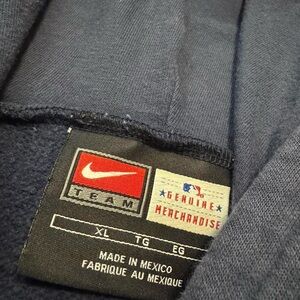 TEAM
GENUINE
MERCHANDISE
XL TG EG
MADE IN MEXICO
FABRIQUE AU MEXIQUE